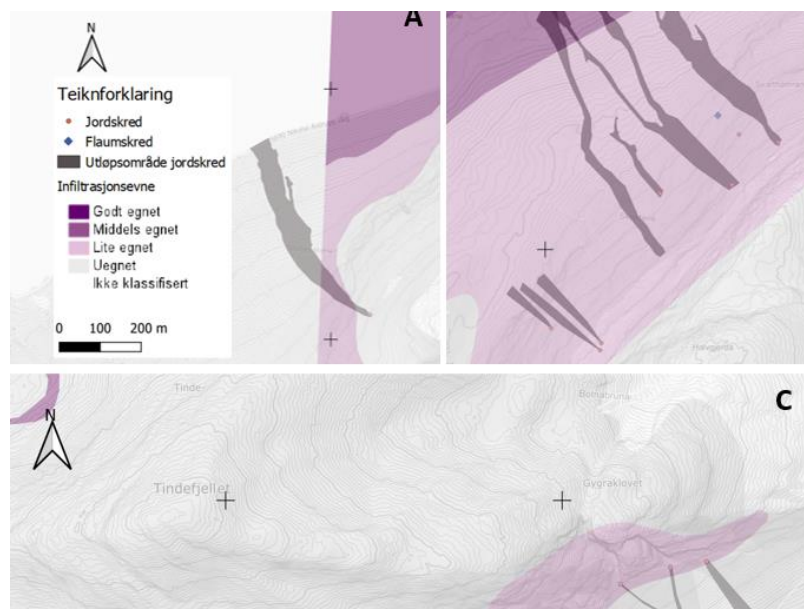 A
N
Teiknforklaring
Jordskred
Flaumskred
Utløpsområde jordskred
Infiltrasjonsevne
Godt egnet
Middels egnet
Lite egnet
Uegnet
Ikke klassifisert
0 100 200 m
C
N
Tinde-
Tindefjellet
Gygraklovet